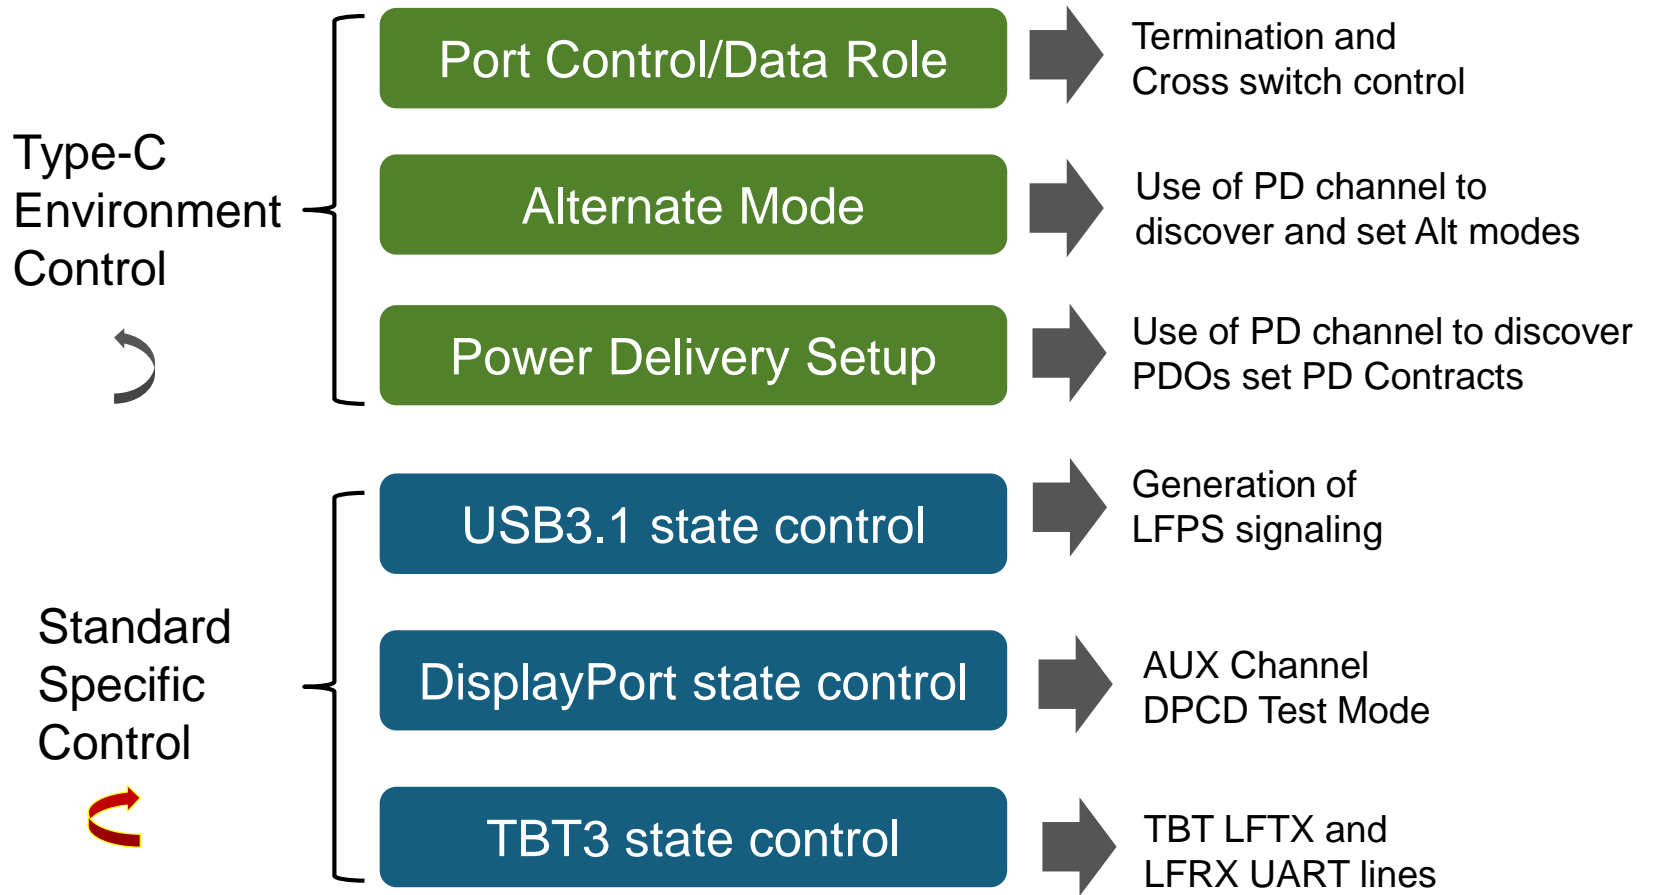 Type-C
Environment
Control
Port Control/Data Role
Termination and
Cross switch control
Alternate Mode
Use of PD channel to
discover and set Alt modes
Power Delivery Setup
Use of PD channel to discover
PDOs set PD Contracts
Standard
Specific
Control
USB3.1 state control
Generation of
LFPS signaling
DisplayPort state control
AUX Channel
DPCD Test Mode
TBT3 state control
TBT LFTX and
LFRX UART lines